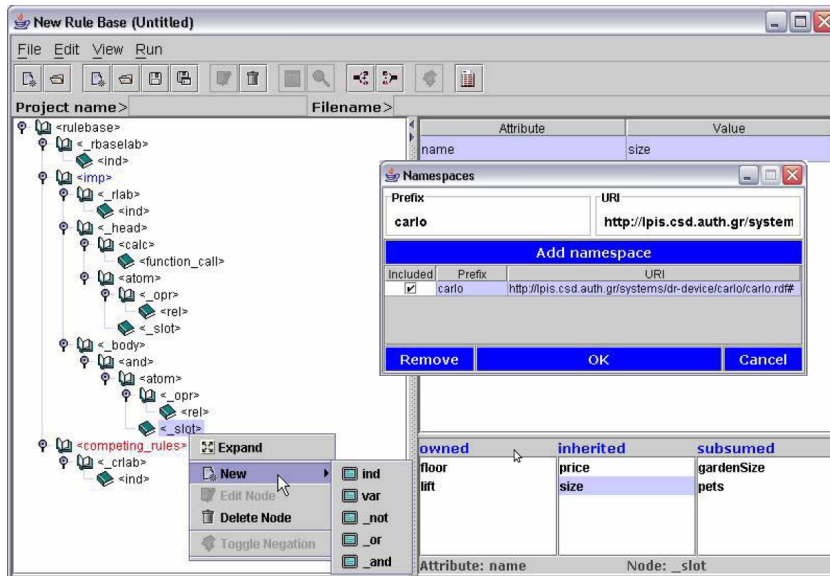 New Rule Base (Untitled)
File Edit View Run
Project name> Filename>
<rulebase>
<_rbaselab>
<ind>
<imp>
<_rlab>
<ind>
<_head>
<calc>
<function_call>
<atom>
<_opr>
<rel>
<_slot>
<_body>
<and>
<atom>
<_opr>
<rel>
<_slot>
<competing_rules>
<_crlab>
<ind>
Expand
New
Edit Node
Delete Node
Toggle Negation
ind
var
_not
_or
_and
Attribute Value
name size
Namespaces
Prefix URI
carlo http://lpis.csd.auth.gr/system
Add namespace
Included Prefix URI
carlo http://lpis.csd.auth.gr/systems/dr-device/carlo/carlo.rdf#
Remove OK Cancel
owned inherited subsumed
floor price gardenSize
lift size pets
Attribute: name Node: _slot